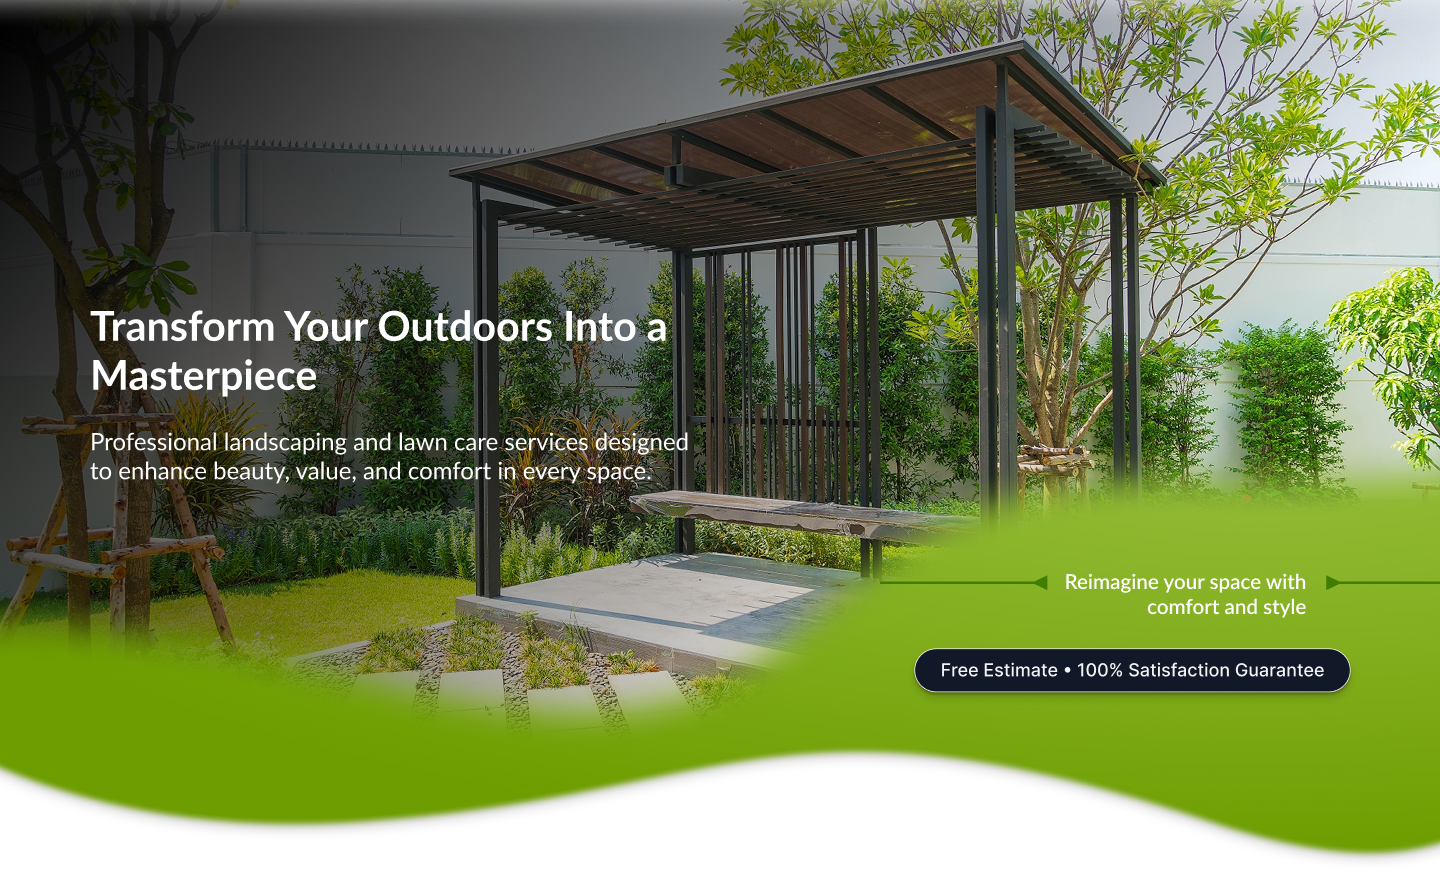 Transform Your Outdoors Into a
Masterpiece
Professional landscaping and lawn care services designed
to enhance beauty, value, and comfort in every space.
Reimagine your space with
comfort and style
Free Estimate • 100% Satisfaction Guarantee